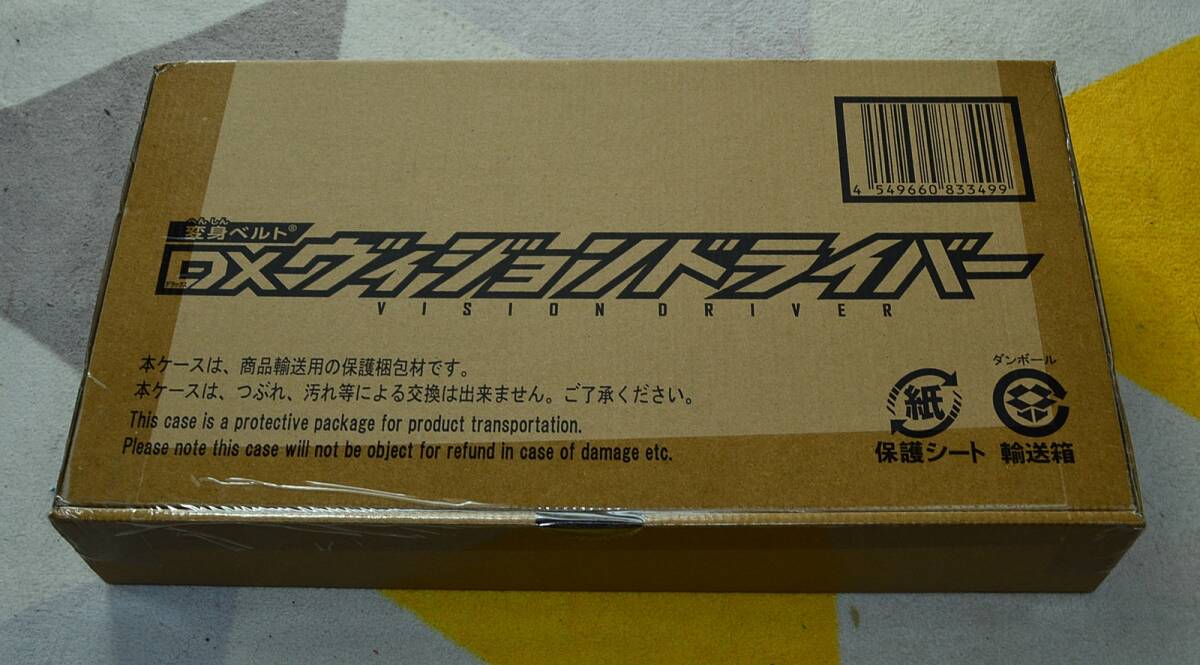 4 549660 833499
へんしん
変身ベルト®
DXヴィジョンドライバー
デラックス
VISION DRIVER
本ケースは、商品輸送用の保護梱包材です。
本ケースは、つぶれ、汚れ等による交換は出来ません。ご了承ください。
This case is a protective package for product transportation.
Please note this case will not be object for refund in case of damage etc.
紙
保護シート
ダンボール
輸送箱